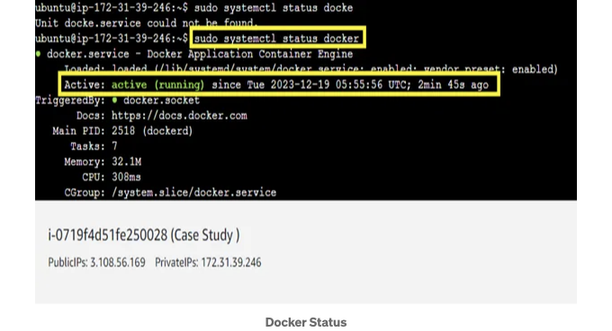 ubuntu@ip-172-31-39-246:~$ sudo systemctl status docke
Unit docke.service could not be found.
ubuntu@ip-172-31-39-246:~$ sudo systemctl status docker
● docker.service - Docker Application Container Engine
Loaded: loaded (/lib/systemd/system/docker.service; enabled; vendor preset: enabled)
Active: active (running) since Tue 2023-12-19 05:55:56 UTC; 2min 45s ago
TriggeredBy: ● docker.socket
Docs: https://docs.docker.com
Main PID: 2518 (dockerd)
Tasks: 7
Memory: 32.1M
CPU: 308ms
CGroup: /system.slice/docker.service
i-0719f4d51fe250028 (Case Study )
PublicIPs: 3.108.56.169 PrivateIPs: 172.31.39.246
Docker Status